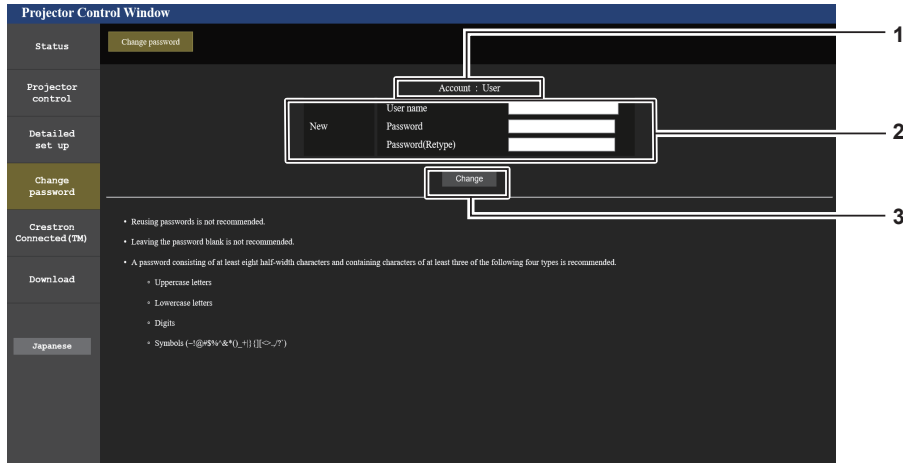 Projector Control Window
Status
Projector
control
Detailed
set up
Change
password
Crestron
Connected(TM)
Download
Japanese
Change password
Account : User
New
User name
Password
Password(Retype)
Change
• Reusing passwords is not recommended.
• Leaving the password blank is not recommended.
• A password consisting of at least eight half-width characters and containing characters of at least three of the following four types is recommended.
◦ Uppercase letters
◦ Lowercase letters
◦ Digits
◦ Symbols (~!@#$%^&*()_+|}{][<>.,/?`)
1
2
3